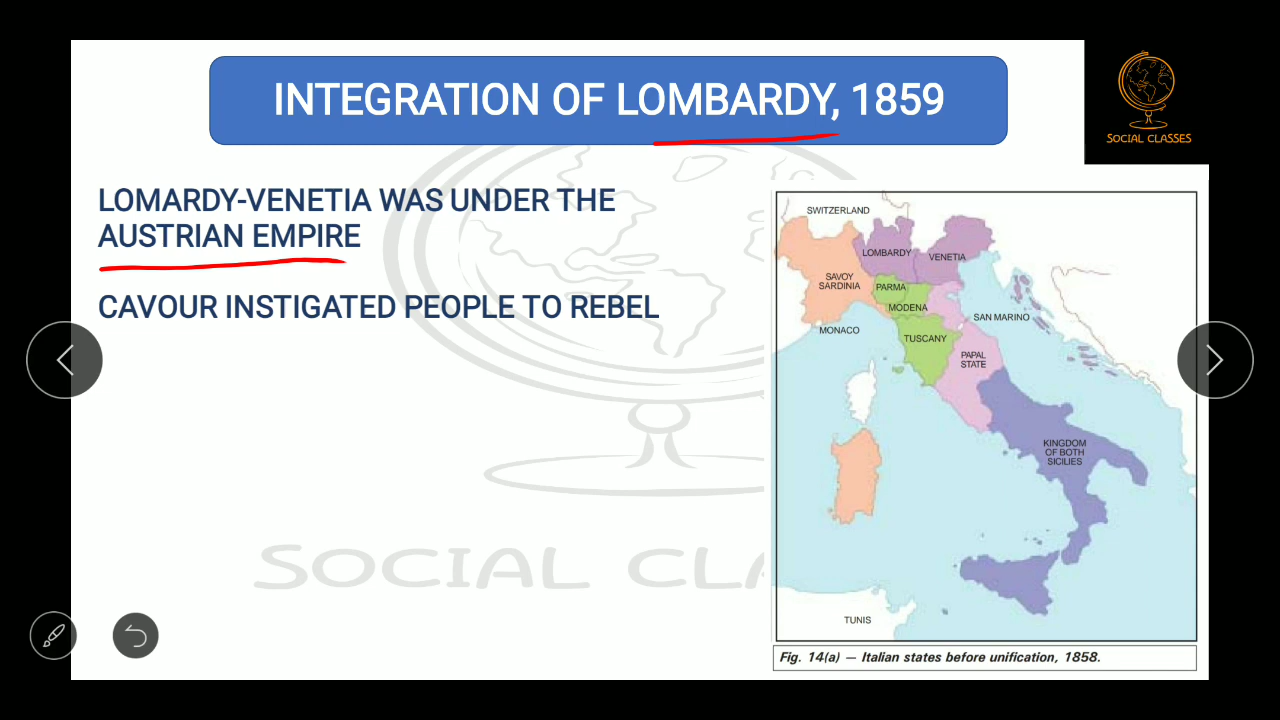 INTEGRATION OF LOMBARDY, 1859
SOCIAL CLASSES
LOMARDY-VENETIA WAS UNDER THE
AUSTRIAN EMPIRE
CAVOUR INSTIGATED PEOPLE TO REBEL
SOCIAL CLA
SWITZERLAND
LOMBARDY
VENETIA
SAVOY
SARDINIA
PARMA
MODENA
SAN MARINO
MONACO
TUSCANY
PAPAL
STATE
KINGDOM
OF BOTH
SICILIES
TUNIS
Fig. 14(a) — Italian states before unification, 1858.